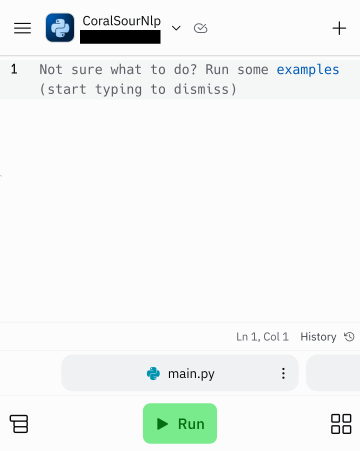 CoralSourNlp
1 Not sure what to do? Run some examples
(start typing to dismiss)
Ln 1, Col 1 History
main.py
Run